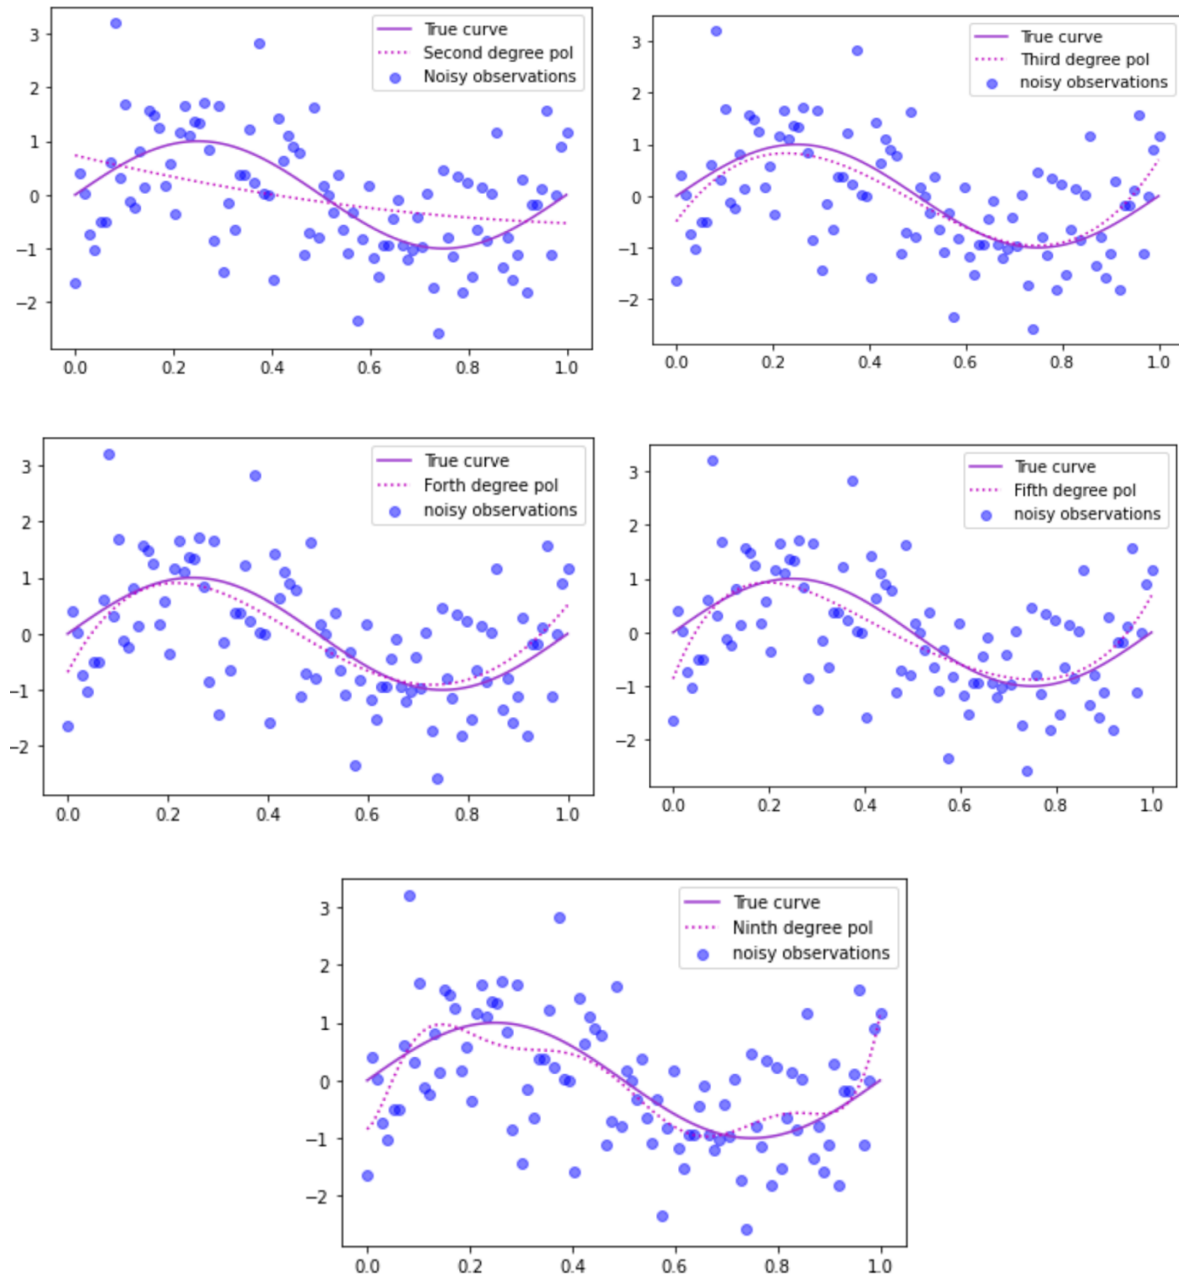 True curve
Second degree pol
Noisy observations
3
2
1
0
−1
−2
0.0 0.2 0.4 0.6 0.8 1.0
True curve
Third degree pol
noisy observations
3
2
1
0
−1
−2
0.0 0.2 0.4 0.6 0.8 1.0
True curve
Forth degree pol
noisy observations
3
2
1
0
−1
−2
0.0 0.2 0.4 0.6 0.8 1.0
True curve
Fifth degree pol
noisy observations
3
2
1
0
−1
−2
0.0 0.2 0.4 0.6 0.8 1.0
True curve
Ninth degree pol
noisy observations
3
2
1
0
−1
−2
0.0 0.2 0.4 0.6 0.8 1.0